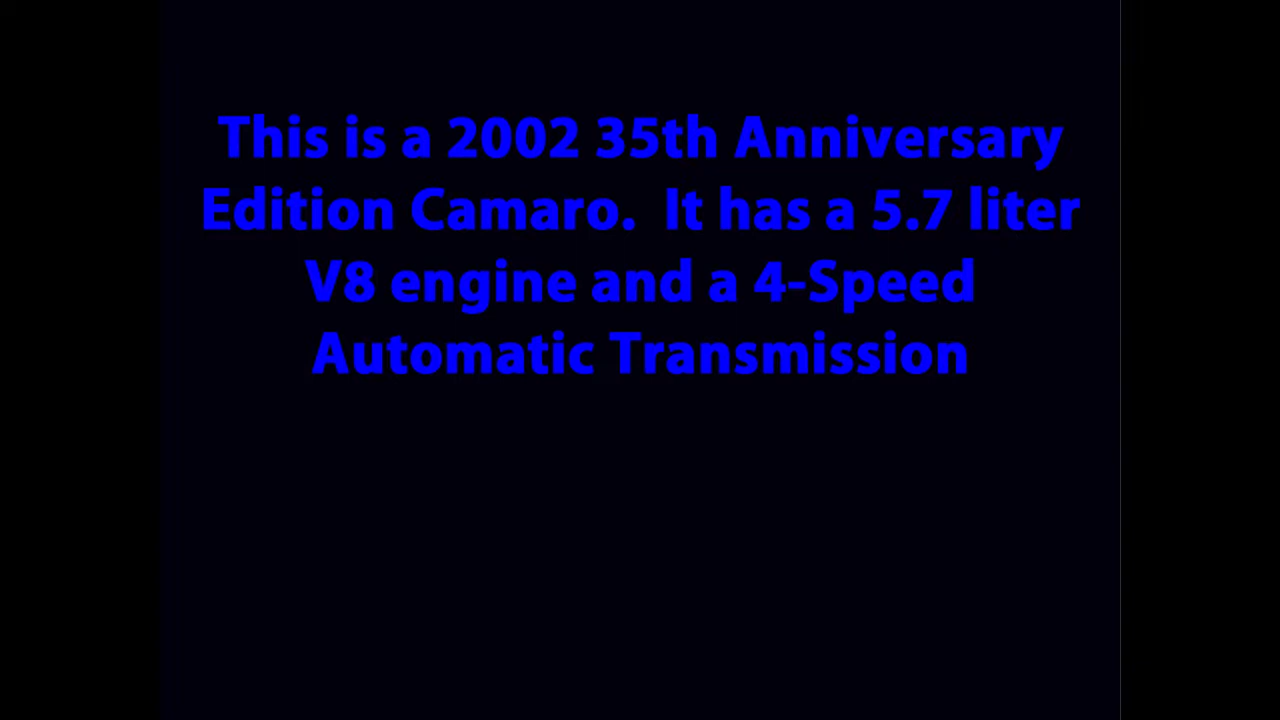 This is a 2002 35th Anniversary
Edition Camaro.  It has a 5.7 liter
V8 engine and a 4-Speed
Automatic Transmission